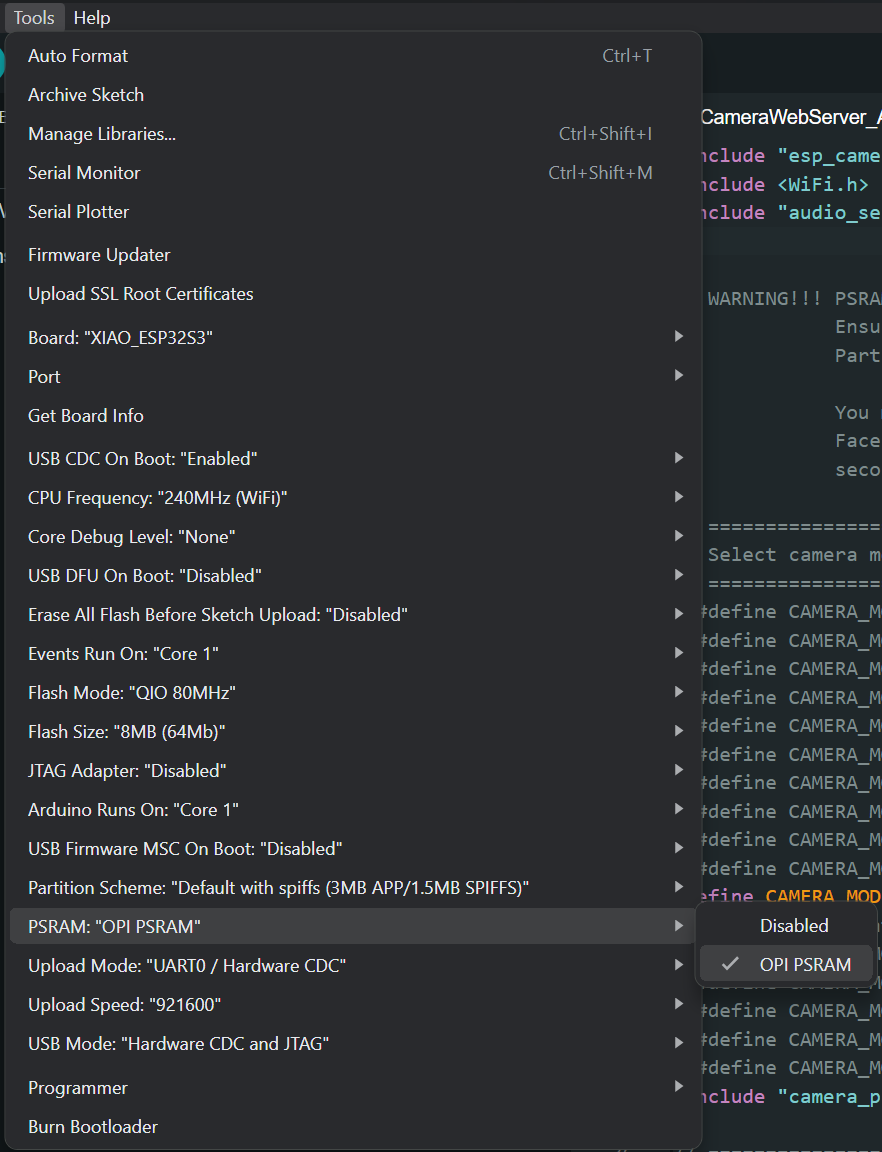 Tools Help
Auto Format Ctrl+T
Archive Sketch
Manage Libraries... Ctrl+Shift+I
Serial Monitor Ctrl+Shift+M
Serial Plotter
Firmware Updater
Upload SSL Root Certificates
Board: "XIAO_ESP32S3"
Port
Get Board Info
USB CDC On Boot: "Enabled"
CPU Frequency: "240MHz (WiFi)"
Core Debug Level: "None"
USB DFU On Boot: "Disabled"
Erase All Flash Before Sketch Upload: "Disabled"
Events Run On: "Core 1"
Flash Mode: "QIO 80MHz"
Flash Size: "8MB (64Mb)"
JTAG Adapter: "Disabled"
Arduino Runs On: "Core 1"
USB Firmware MSC On Boot: "Disabled"
Partition Scheme: "Default with spiffs (3MB APP/1.5MB SPIFFS)"
PSRAM: "OPI PSRAM"
Upload Mode: "UART0 / Hardware CDC"
Upload Speed: "921600"
USB Mode: "Hardware CDC and JTAG"
Programmer
Burn Bootloader
Disabled
OPI PSRAM
CameraWebServer_
nclude "esp_came
nclude <WiFi.h>
nclude "audio_se
WARNING!!! PSRA
Ensu
Part
You
Face
seco
===============
Select camera m
===============
#define CAMERA_M
#define CAMERA_M
#define CAMERA_M
#define CAMERA_M
#define CAMERA_M
#define CAMERA_M
#define CAMERA_M
#define CAMERA_M
#define CAMERA_M
#define CAMERA_M
efine CAMERA_MOD
#define CAMERA_M
#define CAMERA_M
#define CAMERA_M
nclude "camera_p